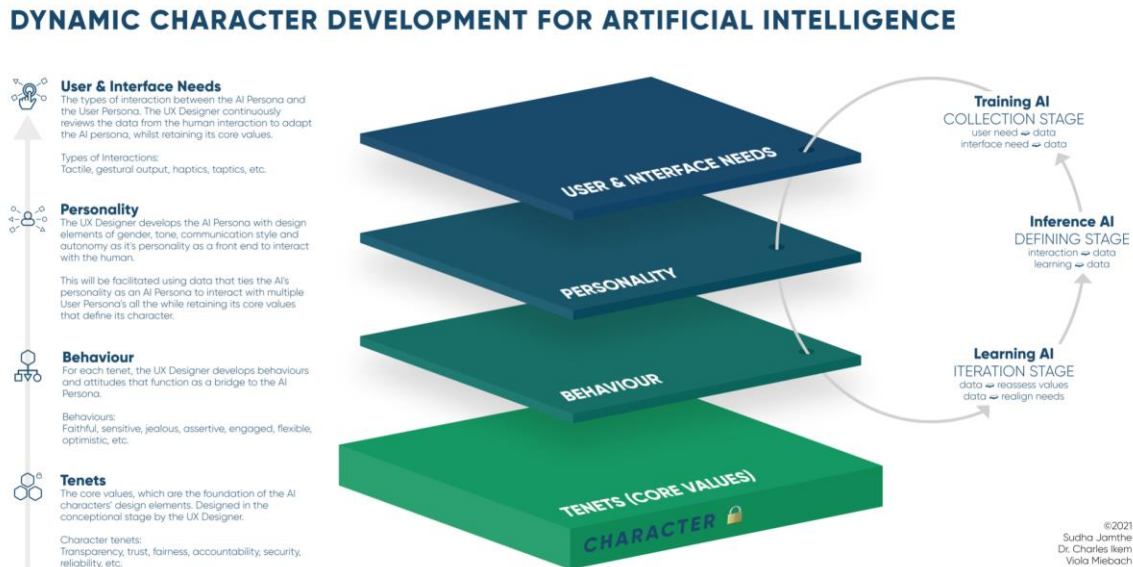 DYNAMIC CHARACTER DEVELOPMENT FOR ARTIFICIAL INTELLIGENCE
User & Interface Needs
The types of interaction between the AI Persona and
the User Persona. The UX Designer continuously
reviews the data from the human interaction to adapt
the AI persona, whilst retaining its core values.
Types of Interactions:
Tactile, gestural output, haptics, taptics, etc.
Personality
The UX Designer develops the AI Persona with design
elements of gender, tone, communication style and
autonomy as it's personality as a front end to interact
with the human.
This will be facilitated using data that ties the AI's
personality as an AI Persona to interact with multiple
User Persona's all the while retaining its core values
that define its character.
Behaviour
For each tenet, the UX Designer develops behaviours
and attitudes that function as a bridge to the AI
Persona.
Behaviours:
Faithful, sensitive, jealous, assertive, engaged, flexible,
optimistic, etc.
Tenets
The core values, which are the foundation of the AI
characters' design elements. Designed in the
conceptional stage by the UX Designer.
Character tenets:
Transparency, trust, fairness, accountability, security,
reliability, etc.
USER & INTERFACE NEEDS
PERSONALITY
BEHAVIOUR
TENETS (CORE VALUES)
CHARACTER
Training AI
COLLECTION STAGE
user need data
interface need data
Inference AI
DEFINING STAGE
interaction data
learning data
Learning AI
ITERATION STAGE
data reassess values
data realign needs
©2021
Sudha Jamthe
Dr. Charles Ikem
Viola Miebach